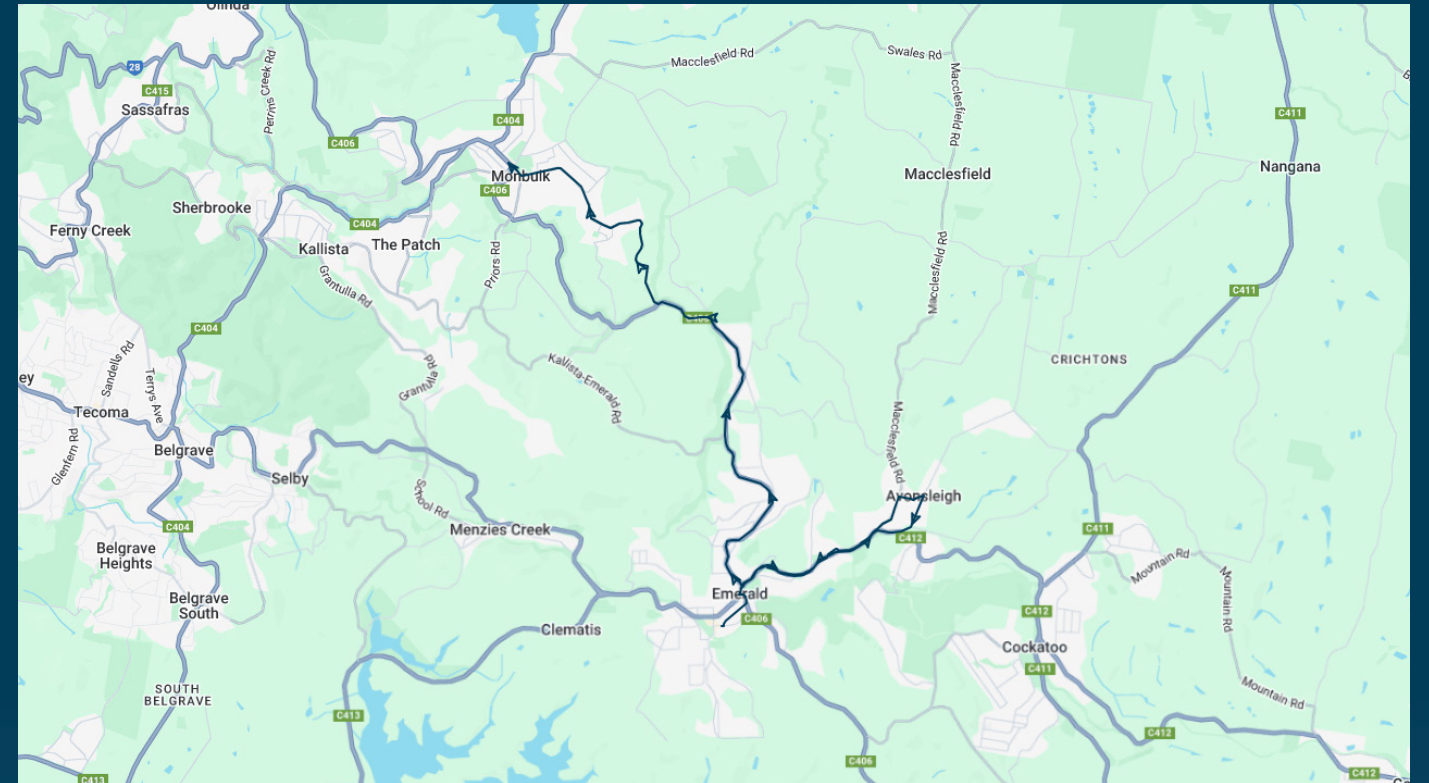 Olinda
28
C415
Sassafras
Perrins Creek Rd
C406
C404
Macclesfield Rd
Swales Rd
Macclesfield Rd
C411
Nangana
Macclesfield
Monbulk
C406
Sherbrooke
C404
Ferny Creek
Kallista
The Patch
Grantulla Rd
Priors Rd
Macclesfield Rd
C411
C404
CRICHTONS
Sandells Rd
Terrys Ave
Grantulla Rd
Kallista-Emerald Rd
Tecoma
Macclesfield Rd
Glenfern Rd
Belgrave
Selby
School Rd
Avonsleigh
C404
Menzies Creek
C412
C411
Belgrave
Heights
Mountain Rd
Mountain Rd
Belgrave
South
Emerald
C406
C412
Clematis
Cockatoo
C411
SOUTH
BELGRAVE
Mountain Rd
C413
C412
C406
C412
C413